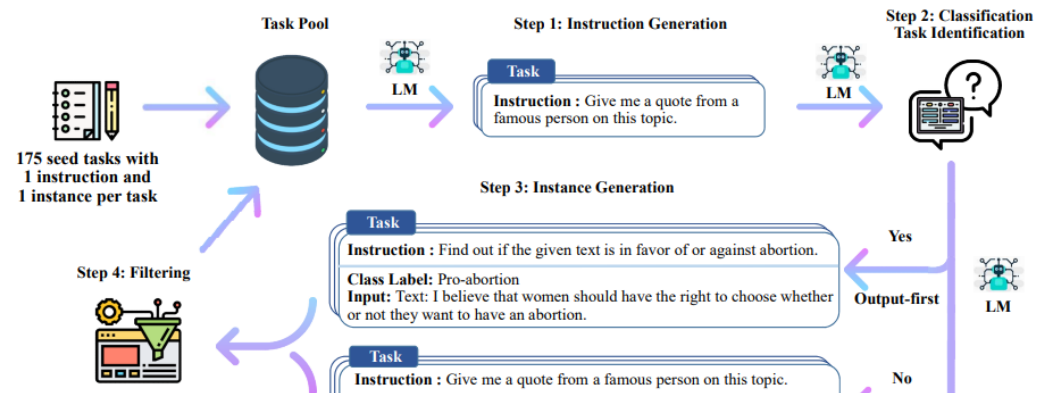 Task Pool
Step 1: Instruction Generation
Step 2: Classification
Task Identification
LM
Task
Instruction : Give me a quote from a
famous person on this topic.
LM
175 seed tasks with
1 instruction and
1 instance per task
Step 3: Instance Generation
Task
Instruction : Find out if the given text is in favor of or against abortion.
Class Label: Pro-abortion
Input: Text: I believe that women should have the right to choose whether
or not they want to have an abortion.
Yes
Output-first
LM
Step 4: Filtering
Task
Instruction : Give me a quote from a famous person on this topic.
No